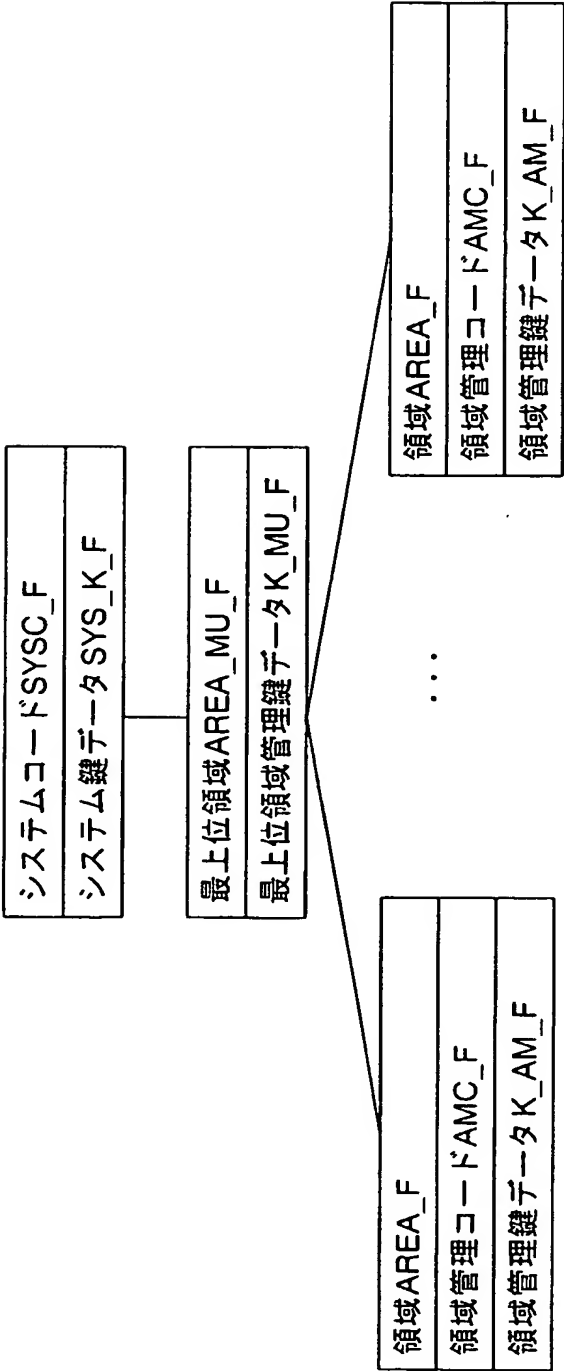 システムコードSYSC_F
システム鍵データSYS_K_F
最上位領域AREA_MU_F
最上位領域管理鍵データK_MU_F
領域AREA_F
領域管理コードAMC_F
領域管理鍵データK_AM_F
...
領域AREA_F
領域管理コードAMC_F
領域管理鍵データK_AM_F